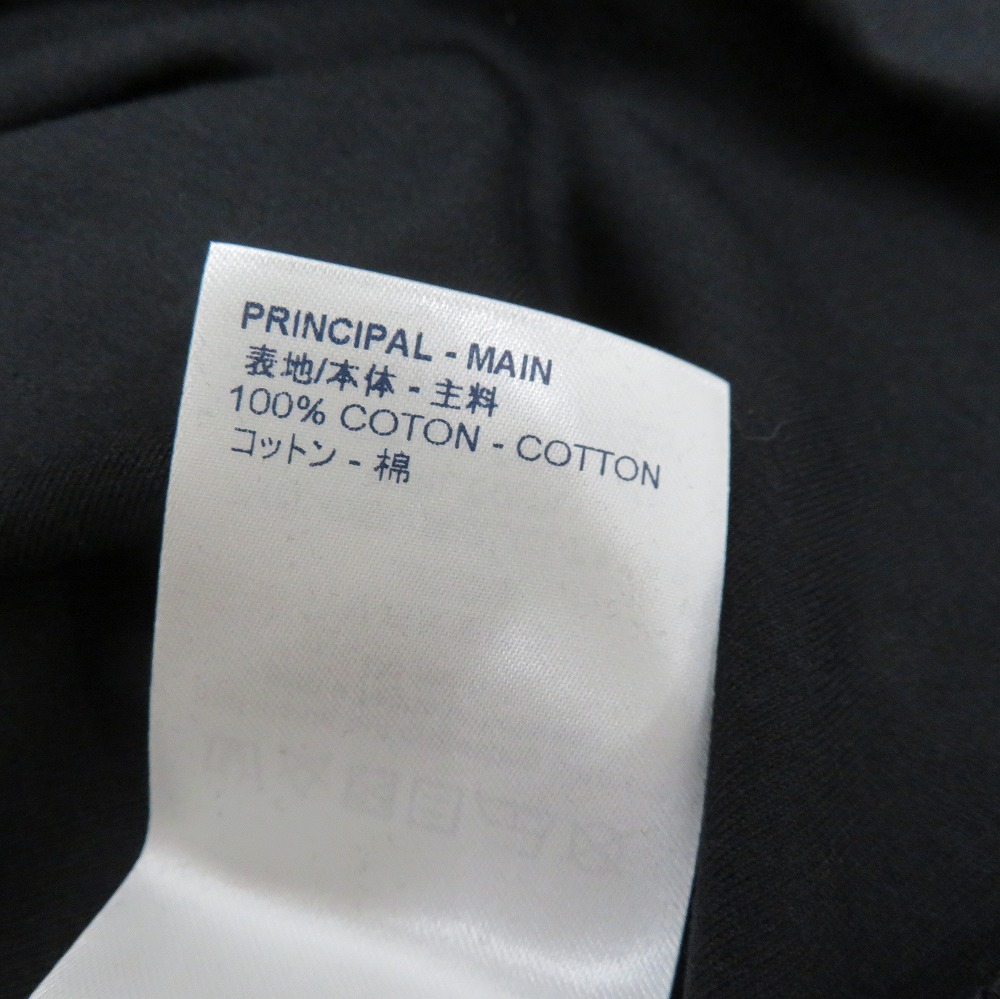 PRINCIPAL - MAIN
表地/本体 - 主料
100% COTON - COTTON
コットン - 棉